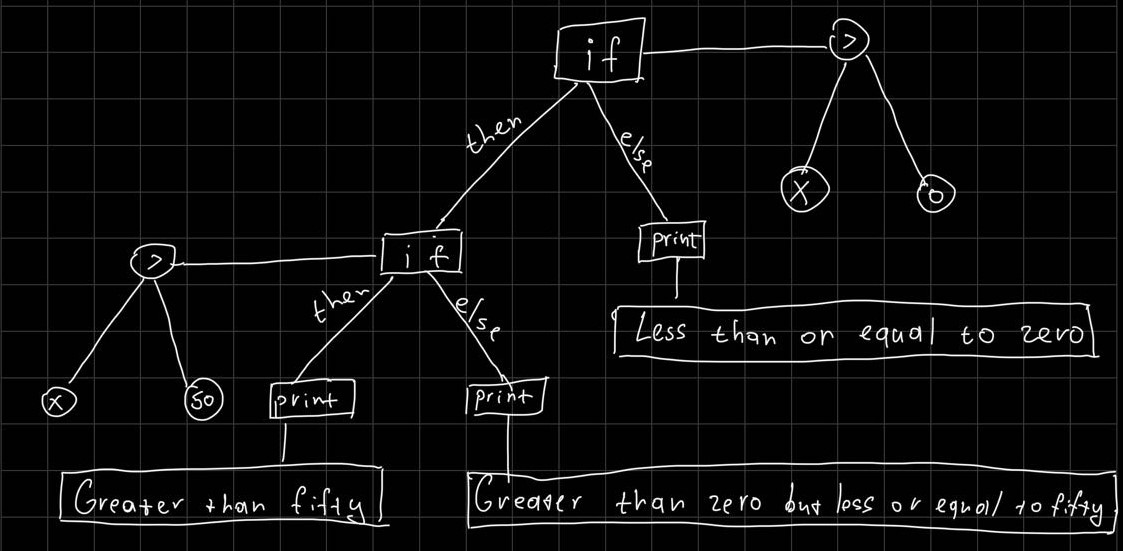 if
>
then
else
X
0
print
>
if
Less than or equal to zero
then
else
x
50
print
print
Greater than fifty
Greater than zero but less or equal to fifty